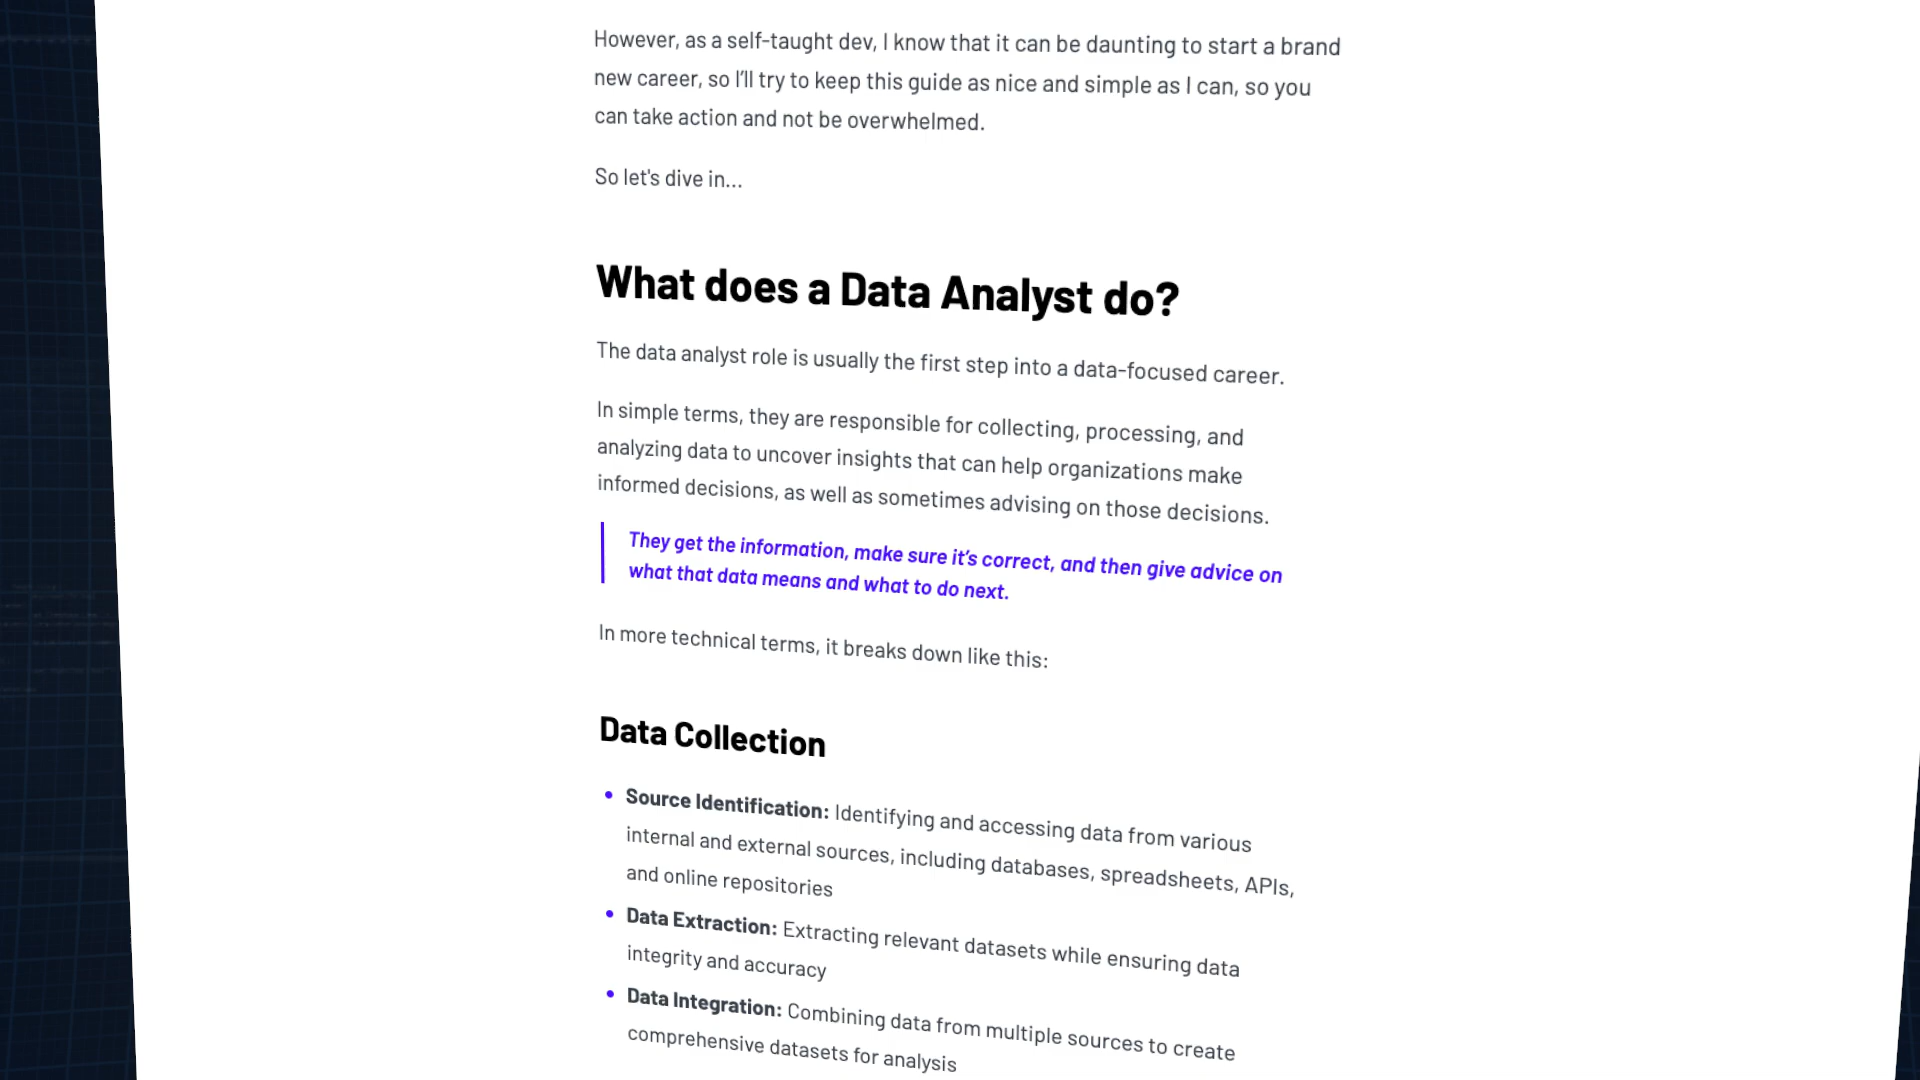 However, as a self-taught dev, I know that it can be daunting to start a brand
new career, so I'll try to keep this guide as nice and simple as I can, so you
can take action and not be overwhelmed.
So let's dive in...
What does a Data Analyst do?
The data analyst role is usually the first step into a data-focused career.
In simple terms, they are responsible for collecting, processing, and
analyzing data to uncover insights that can help organizations make
informed decisions, as well as sometimes advising on those decisions.
They get the information, make sure it's correct, and then give advice on
what that data means and what to do next.
In more technical terms, it breaks down like this:
Data Collection
• Source Identification: Identifying and accessing data from various
internal and external sources, including databases, spreadsheets, APIs,
and online repositories
• Data Extraction: Extracting relevant datasets while ensuring data
integrity and accuracy
• Data Integration: Combining data from multiple sources to create
comprehensive datasets for analysis